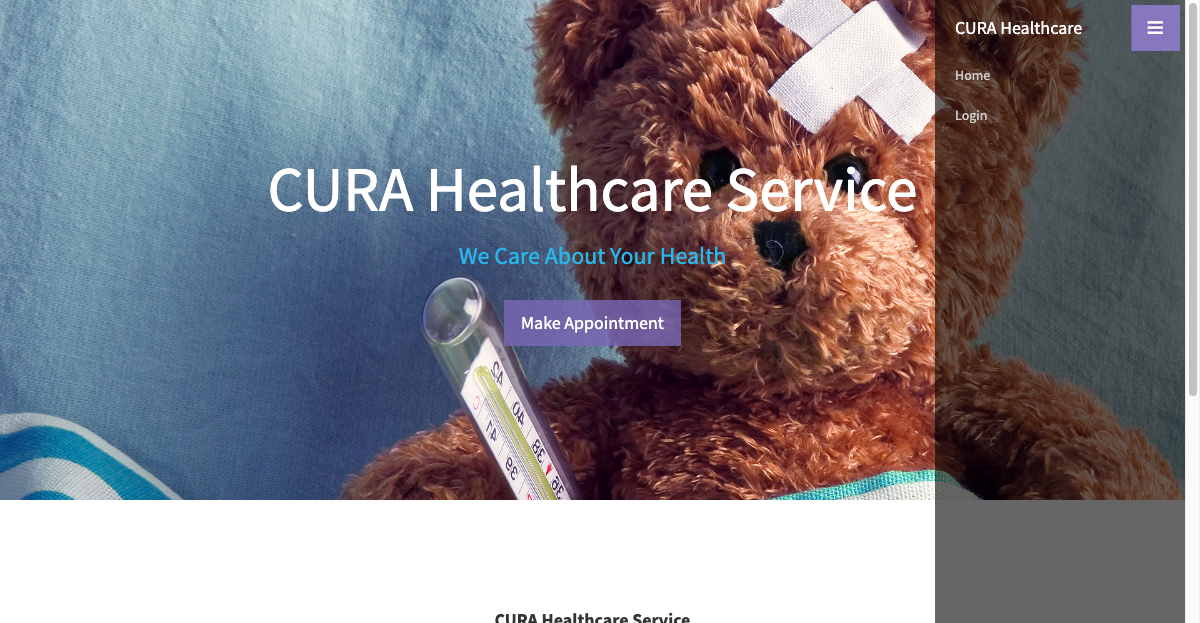 CURA Healthcare
Home
Login
CURA Healthcare Service
We Care About Your Health
Make Appointment
CURA Healthcare Service